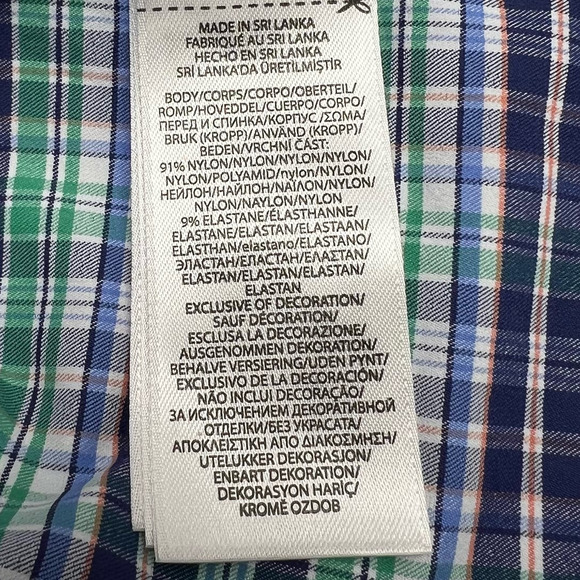 MADE IN SRI LANKA
FABRIQUÉ AU SRI LANKA
HECHO EN SRI LANKA
SRİ LANKA'DA ÜRETİLMİŞTİR
BODY/CORPS/CORPO/OBERTEIL/
ROMP/HOVEDDEL/CUERPO/CORPO/
ПЕРЕД И СПИНКА/КОРПУС /ΣΩΜΑ/
BRUK (KROPP)/ANVÄND (KROPP)/
BEDEN/VRCHNÍ ČÁST:
91% NYLON/NYLON/NYLON/NYLON/
NYLON/POLYAMID/nylon/NYLON/
НЕЙЛОН/НАЙЛОН/ΝΑΪΛΟΝ/NYLON/
NYLON/NAYLON/NYLON
9% ELASTANE/ÉLASTHANNE/
ELASTANE/ELASTAN/ELASTAAN/
ELASTHAN/elastano/ELASTANO/
ЭЛАСТАН/ЕЛАСТАН/ΕΛΑΣΤΑΝ/
ELASTAN/ELASTAN/ELASTAN/
ELASTAN
EXCLUSIVE OF DECORATION/
SAUF DÉCORATION/
ESCLUSA LA DECORAZIONE/
AUSGENOMMEN DEKORATION/
BEHALVE VERSIERING/UDEN PYNT/
EXCLUSIVO DE LA DECORACIÓN/
NÃO INCLUI DECORAÇÃO/
ЗА ИСКЛЮЧЕНИЕМ ДЕКОРАТИВНОЙ
ОТДЕЛКИ/БЕЗ УКРАСАТА/
ΑΠΟΚΛΕΙΣΤΙΚΗ ΑΠΟ ΔΙΑΚΟΣΜΗΣΗ/
UTELUKKER DEKORASJON/
ENBART DEKORATION/
DEKORASYON HARİÇ/
KROMĚ OZDOB